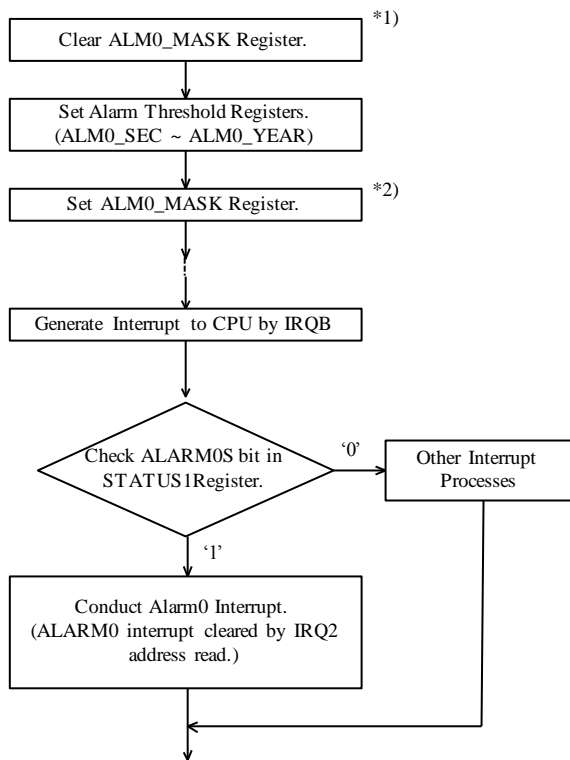 Clear ALM0_MASK Register.
*1)
Set Alarm Threshold Registers.
(ALM0_SEC ~ ALM0_YEAR)
Set ALM0_MASK Register.
*2)
Generate Interrupt to CPU by IRQB
Check ALARM0S bit in
STATUS1Register.
‘0’
Other Interrupt
Processes
‘1’
Conduct Alarm0 Interrupt.
(ALARM0 interrupt cleared by IRQ2
address read.)